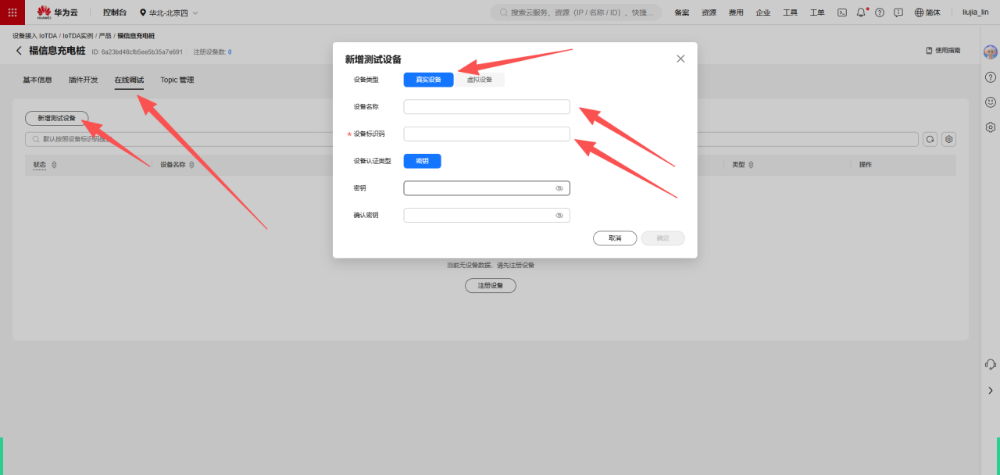 HUAWEI 华为云 控制台 华北-北京四 搜索云服务、资源（IP / 名称 / ID）、快捷... 备案 资源 费用 企业 工具 工单 简体 liujia_lin
设备接入 IoTDA / IoTDA实例 / 产品 / 福信息充电桩
福信息充电桩 ID: 6a23bd48cfb5ee5b35a7e691 注册设备数: 0 使用指南
基本信息 插件开发 在线调试 Topic 管理
新增测试设备
默认按照设备标识码搜
状态 设备名称 类型 操作
新增测试设备
设备类型 真实设备 虚拟设备
设备名称
* 设备标识码
设备认证类型 密钥
密钥
确认密钥
取消 确定
当前无设备数据，请先注册设备
注册设备